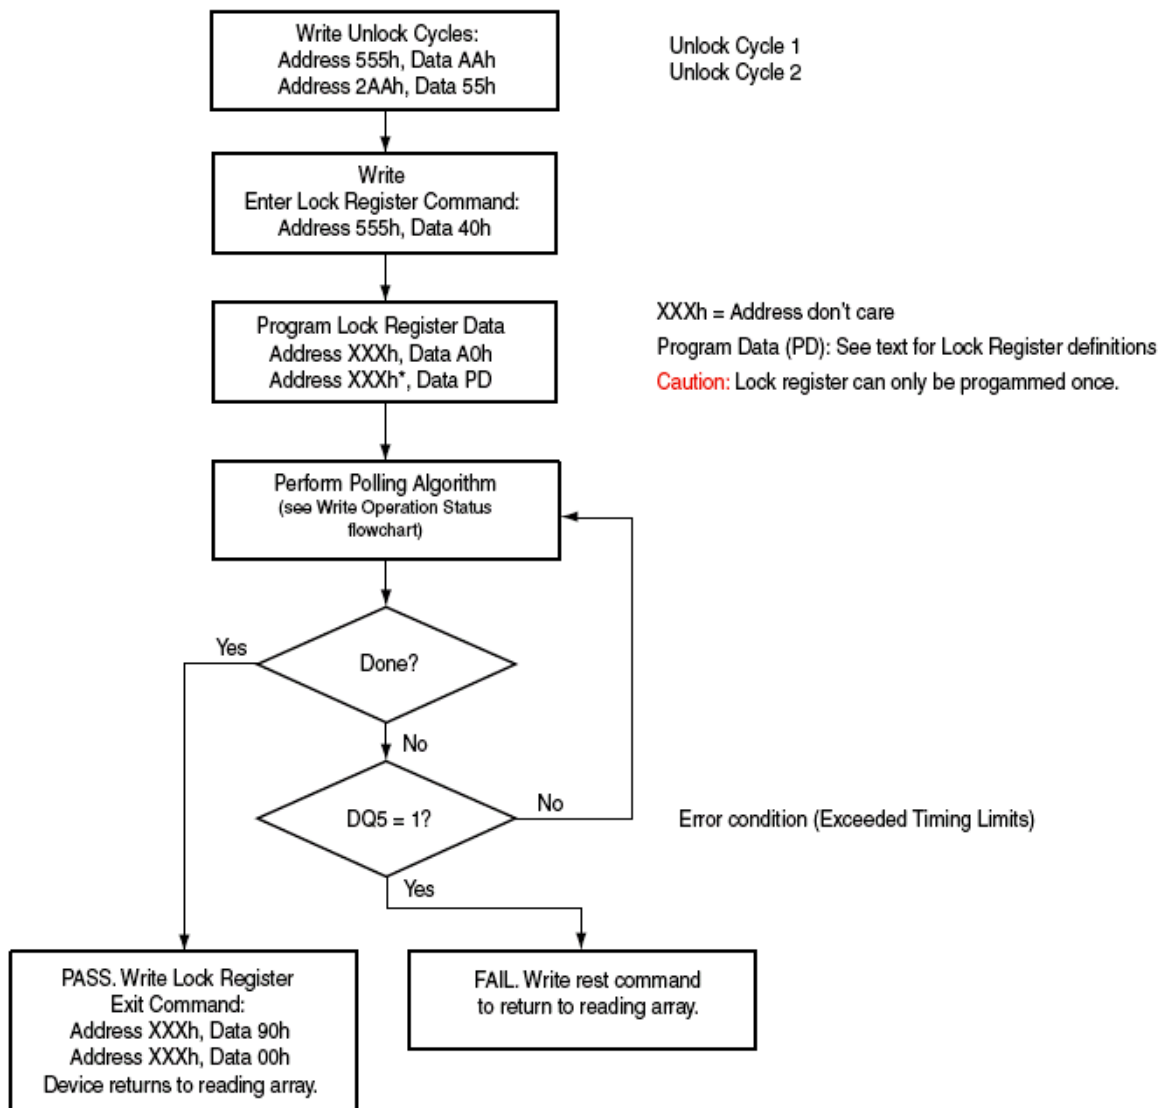 Write Unlock Cycles:
Address 555h, Data AAh
Address 2AAh, Data 55h
Unlock Cycle 1
Unlock Cycle 2
Write
Enter Lock Register Command:
Address 555h, Data 40h
Program Lock Register Data
Address XXXh, Data A0h
Address XXXh*, Data PD
XXXh = Address don't care
Program Data (PD): See text for Lock Register definitions
Caution: Lock register can only be progammed once.
Perform Polling Algorithm
(see Write Operation Status
flowchart)
Yes
Done?
No
DQ5 = 1?
No
Error condition (Exceeded Timing Limits)
Yes
PASS. Write Lock Register
Exit Command:
Address XXXh, Data 90h
Address XXXh, Data 00h
Device returns to reading array.
FAIL. Write rest command
to return to reading array.